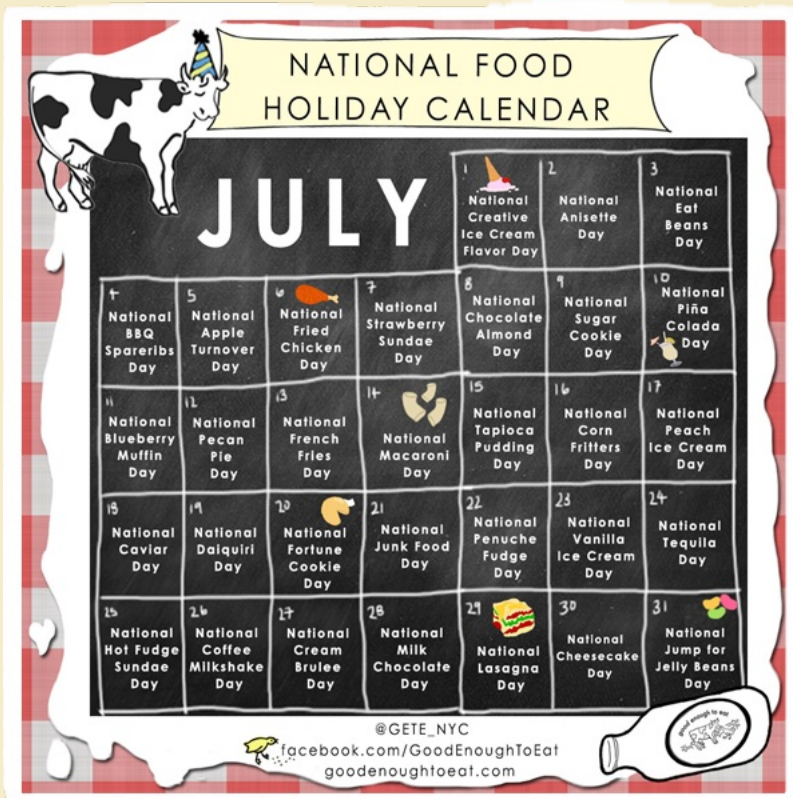 NATIONAL FOOD
HOLIDAY CALENDAR
JULY
1
National
Creative
Ice Cream
Flavor Day
2
National
Anisette
Day
3
National
Eat
Beans
Day
4
National
BBQ
Spareribs
Day
5
National
Apple
Turnover
Day
6
National
Fried
Chicken
Day
7
National
Strawberry
Sundae
Day
8
National
Chocolate
Almond
Day
9
National
Sugar
Cookie
Day
10
National
Piña
Colada
Day
11
National
Blueberry
Muffin
Day
12
National
Pecan
Pie
Day
13
National
French
Fries
Day
14
National
Macaroni
Day
15
National
Tapioca
Pudding
Day
16
National
Corn
Fritters
Day
17
National
Peach
Ice Cream
Day
18
National
Caviar
Day
19
National
Daiquiri
Day
20
National
Fortune
Cookie
Day
21
National
Junk Food
Day
22
National
Penuche
Fudge
Day
23
National
Vanilla
Ice Cream
Day
24
National
Tequila
Day
25
National
Hot Fudge
Sundae
Day
26
National
Coffee
Milkshake
Day
27
National
Cream
Brulee
Day
28
National
Milk
Chocolate
Day
29
National
Lasagna
Day
30
National
Cheesecake
Day
31
National
Jump for
Jelly Beans
Day
@GETE_NYC
facebook.com/GoodEnoughToEat
goodenoughtoeat.com
good enough to eat